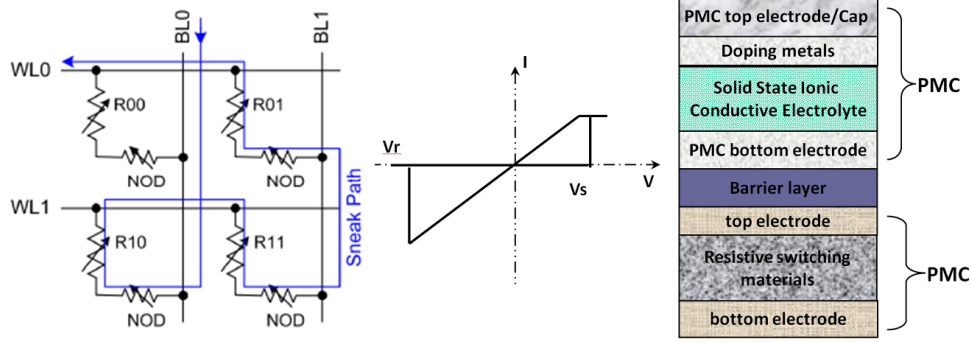 BL0
BL1
WL0
R00
R01
NOD
NOD
WL1
R10
R11
NOD
NOD
Sneak Path
I
Vr
Vs
V
PMC top electrode/Cap
Doping metals
Solid State Ionic
Conductive Electrolyte
PMC bottom electrode
PMC
Barrier layer
top electrode
Resistive switching
materials
bottom electrode
PMC